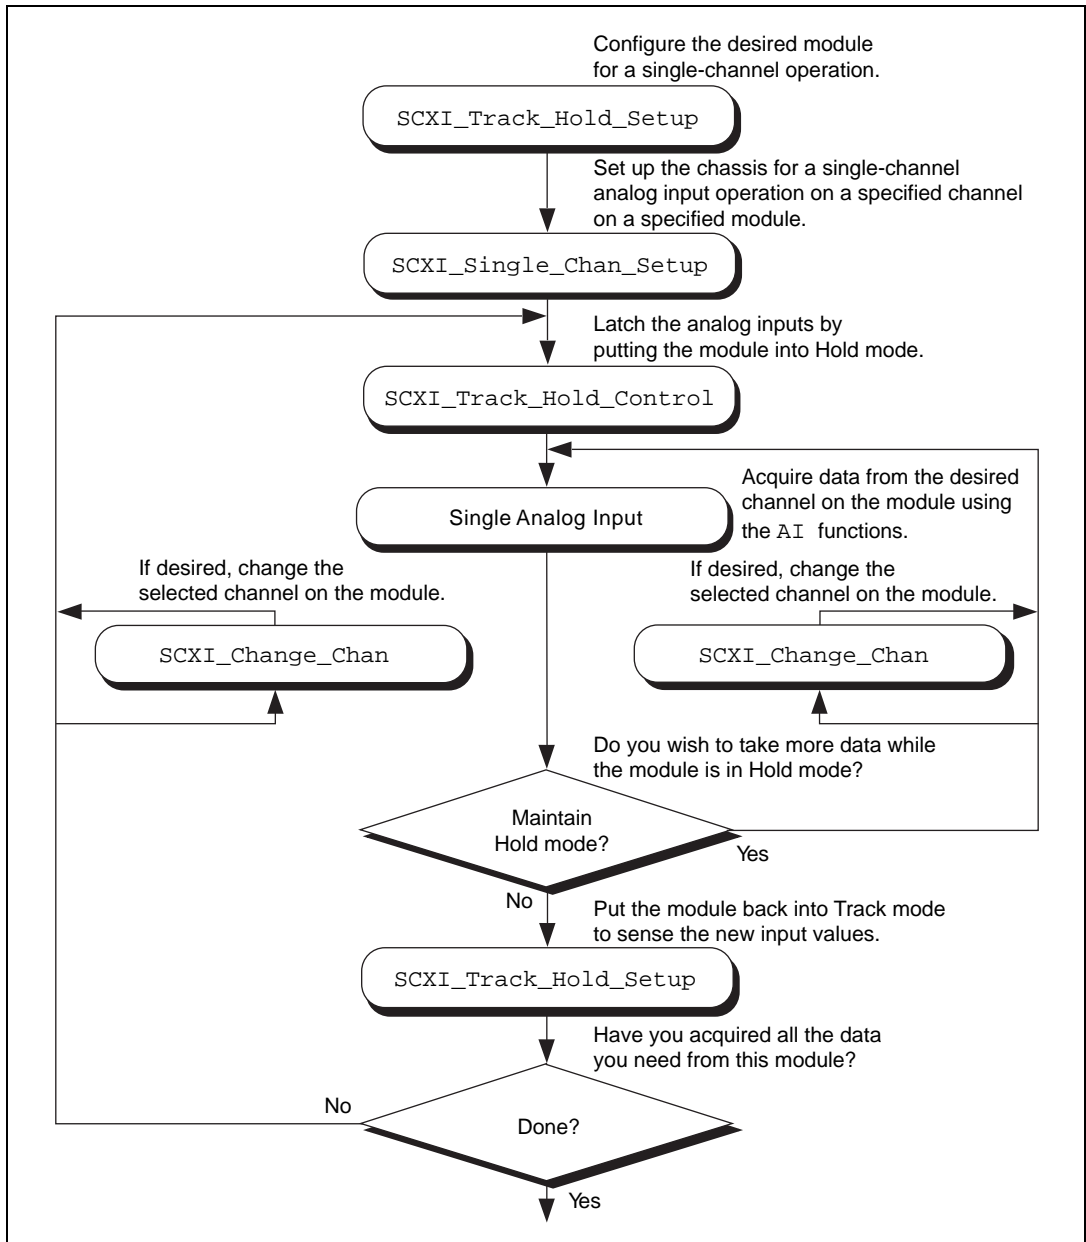 Configure the desired module
for a single-channel operation.
SCXI_Track_Hold_Setup
Set up the chassis for a single-channel
analog input operation on a specified channel
on a specified module.
SCXI_Single_Chan_Setup
Latch the analog inputs by
putting the module into Hold mode.
SCXI_Track_Hold_Control
Acquire data from the desired
channel on the module using
the AI functions.
Single Analog Input
If desired, change the
selected channel on the module.
SCXI_Change_Chan
If desired, change the
selected channel on the module.
SCXI_Change_Chan
Do you wish to take more data while
the module is in Hold mode?
Maintain
Hold mode?
Yes
No
Put the module back into Track mode
to sense the new input values.
SCXI_Track_Hold_Setup
Have you acquired all the data
you need from this module?
No
Done?
Yes